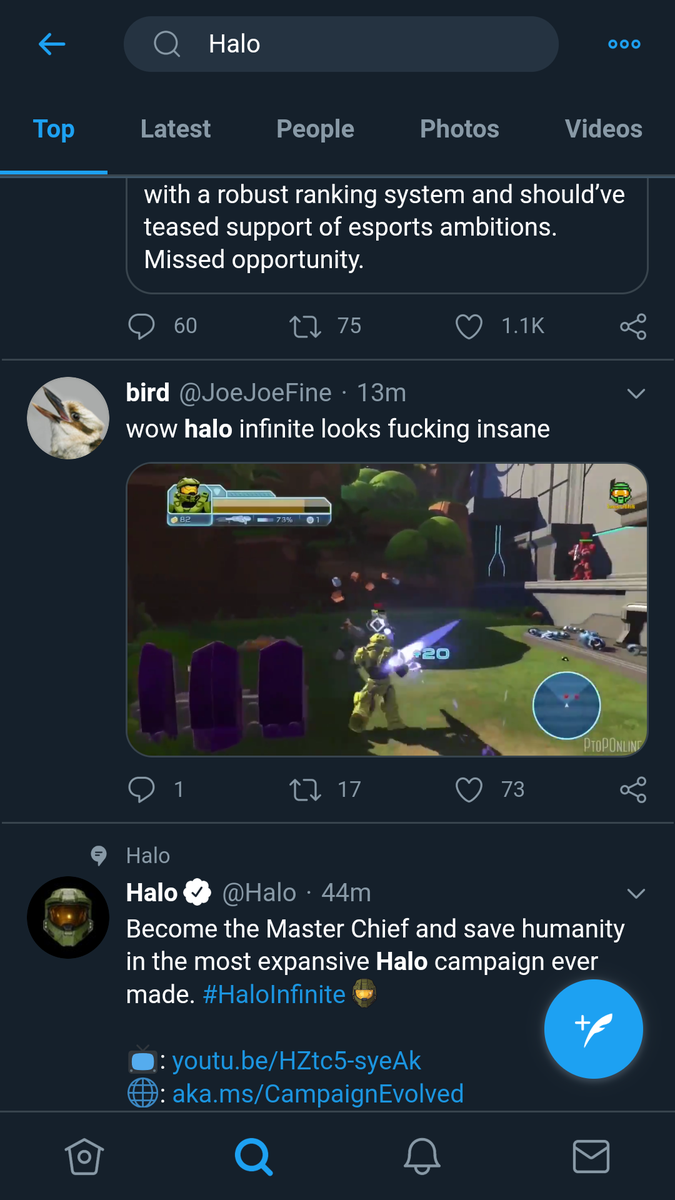 Halo
Top Latest People Photos Videos
with a robust ranking system and should've
teased support of esports ambitions.
Missed opportunity.
60 75 1.1K
bird @JoeJoeFine · 13m
wow halo infinite looks fucking insane
82 73% 1
+20
PtoPOnline
1 17 73
Halo
Halo @Halo · 44m
Become the Master Chief and save humanity
in the most expansive Halo campaign ever
made. #HaloInfinite
: youtu.be/HZtc5-syeAk
: aka.ms/CampaignEvolved